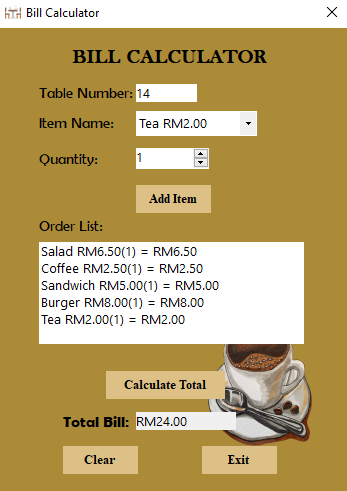 Bill Calculator
BILL CALCULATOR
Table Number: 14
Item Name: Tea RM2.00
Quantity: 1
Add Item
Order List:
Salad RM6.50(1) = RM6.50
Coffee RM2.50(1) = RM2.50
Sandwich RM5.00(1) = RM5.00
Burger RM8.00(1) = RM8.00
Tea RM2.00(1) = RM2.00
Calculate Total
Total Bill: RM24.00
Clear Exit